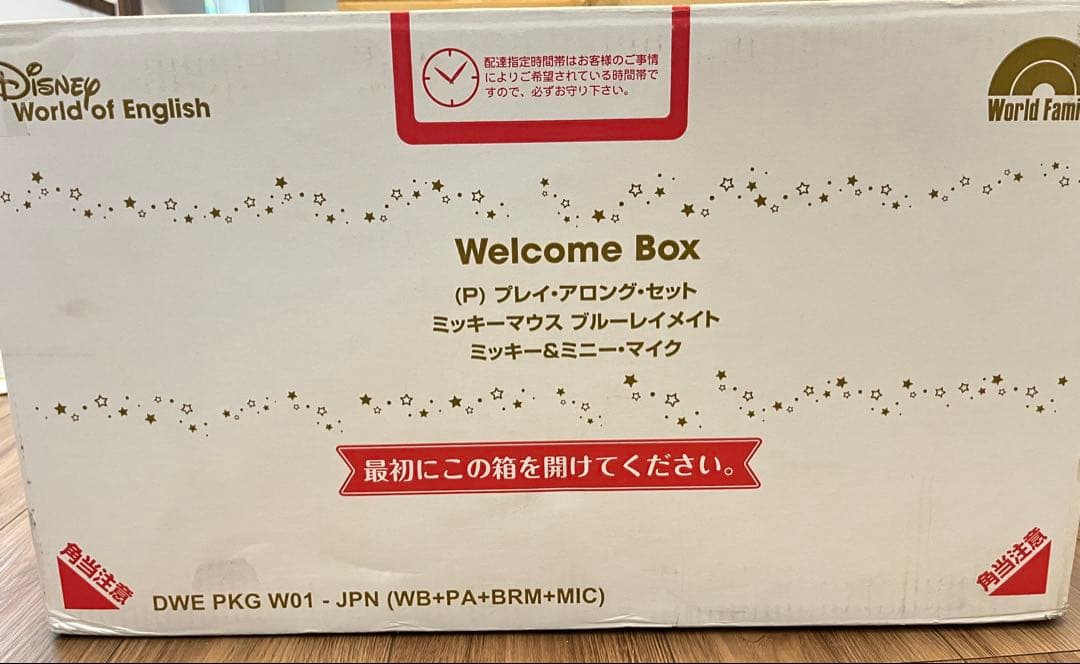 配達指定時間帯はお客様のご事情
によりご希望されている時間帯で
すので、必ずお守り下さい。
Disney
World of English
World Fami
Welcome Box
(P) プレイ・アロング・セット
ミッキーマウス ブルーレイメイト
ミッキー&ミニー・マイク
最初にこの箱を開けてください。
角当注意
角当注意
DWE PKG W01 - JPN (WB+PA+BRM+MIC)